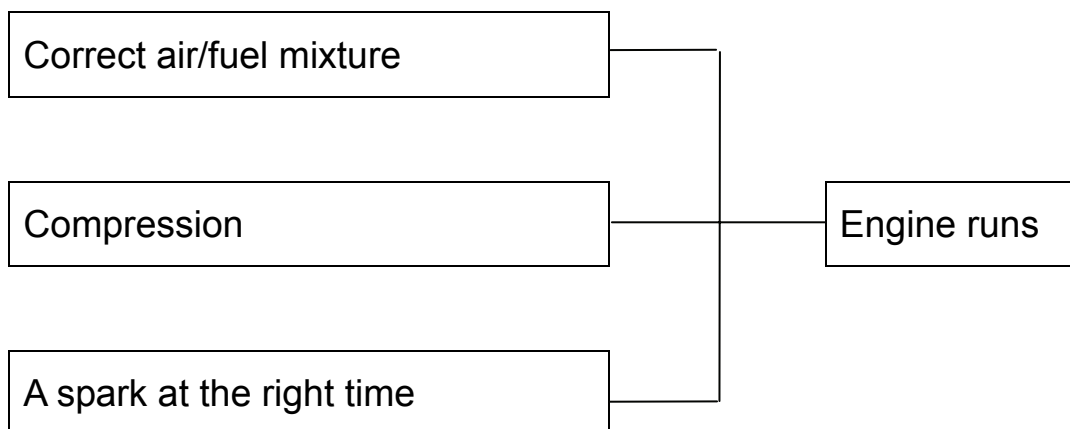 Correct air/fuel mixture
Compression
Engine runs
A spark at the right time